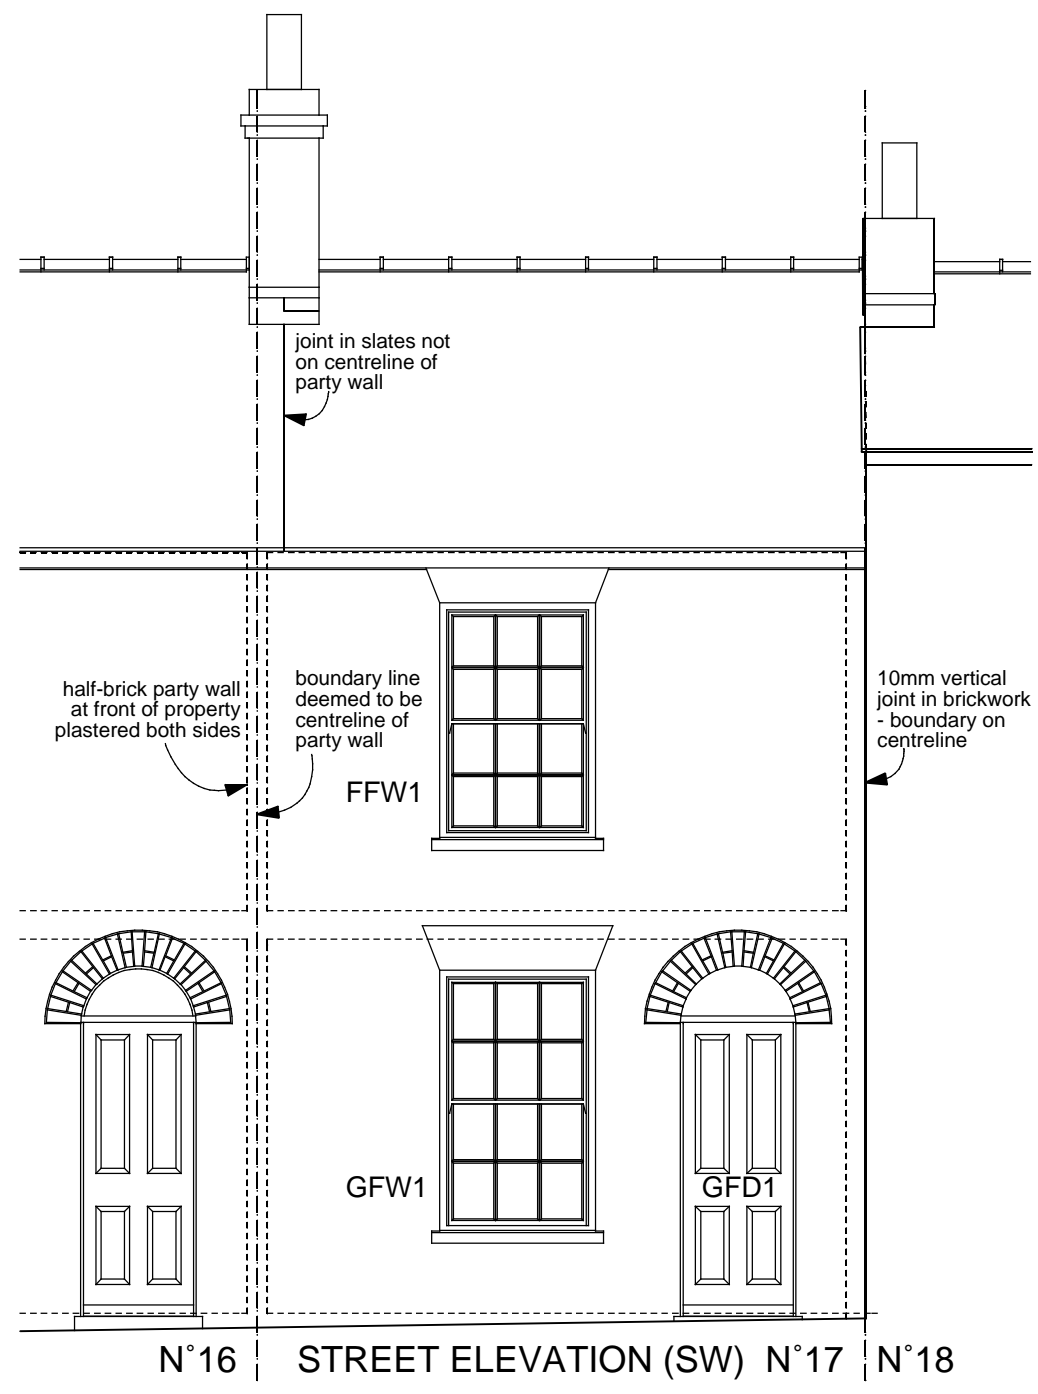 joint in slates not
on centreline of
party wall
half-brick party wall
at front of property
plastered both sides
boundary line
deemed to be
centreline of
party wall
10mm vertical
joint in brickwork
- boundary on
centreline
FFW1
GFW1
GFD1
N°16 STREET ELEVATION (SW) N°17 N°18